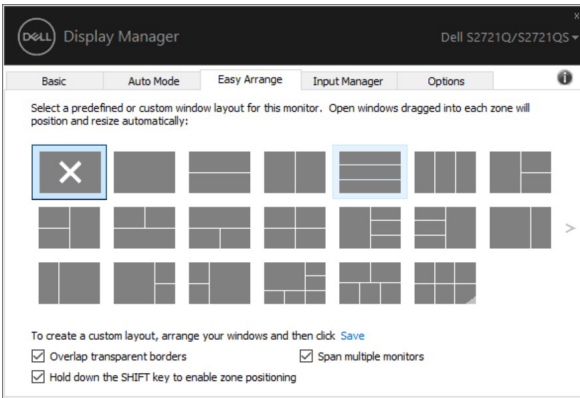 DELL Display Manager
Dell S2721Q/S2721QS
Basic Auto Mode Easy Arrange Input Manager Options
Select a predefined or custom window layout for this monitor. Open windows dragged into each zone will
position and resize automatically:
To create a custom layout, arrange your windows and then click Save
Overlap transparent borders
Span multiple monitors
Hold down the SHIFT key to enable zone positioning